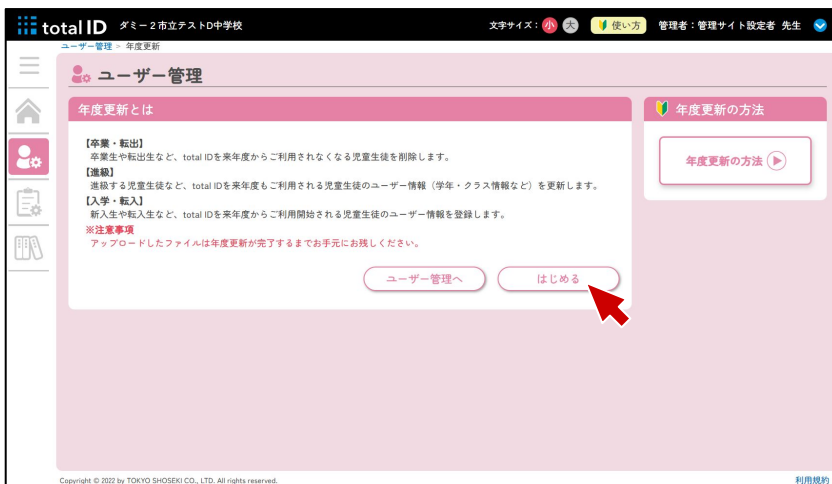 total ID ダミー2市立テストD中学校 文字サイズ：小 大 使い方 管理者：管理サイト設定者 先生
ユーザー管理 > 年度更新
ユーザー管理
年度更新とは
【卒業・転出】
卒業生や転出生など、total IDを来年度からご利用されなくなる児童生徒を削除します。
【進級】
進級する児童生徒など、total IDを来年度もご利用される児童生徒のユーザー情報（学年・クラス情報など）を更新します。
【入学・転入】
新入生や転入生など、total IDを来年度からご利用開始される児童生徒のユーザー情報を登録します。
※注意事項
アップロードしたファイルは年度更新が完了するまでお手元にお残しください。
ユーザー管理へ はじめる
年度更新の方法
年度更新の方法
Copyright © 2022 by TOKYO SHOSEKI CO., LTD. All rights reserved. 利用規約